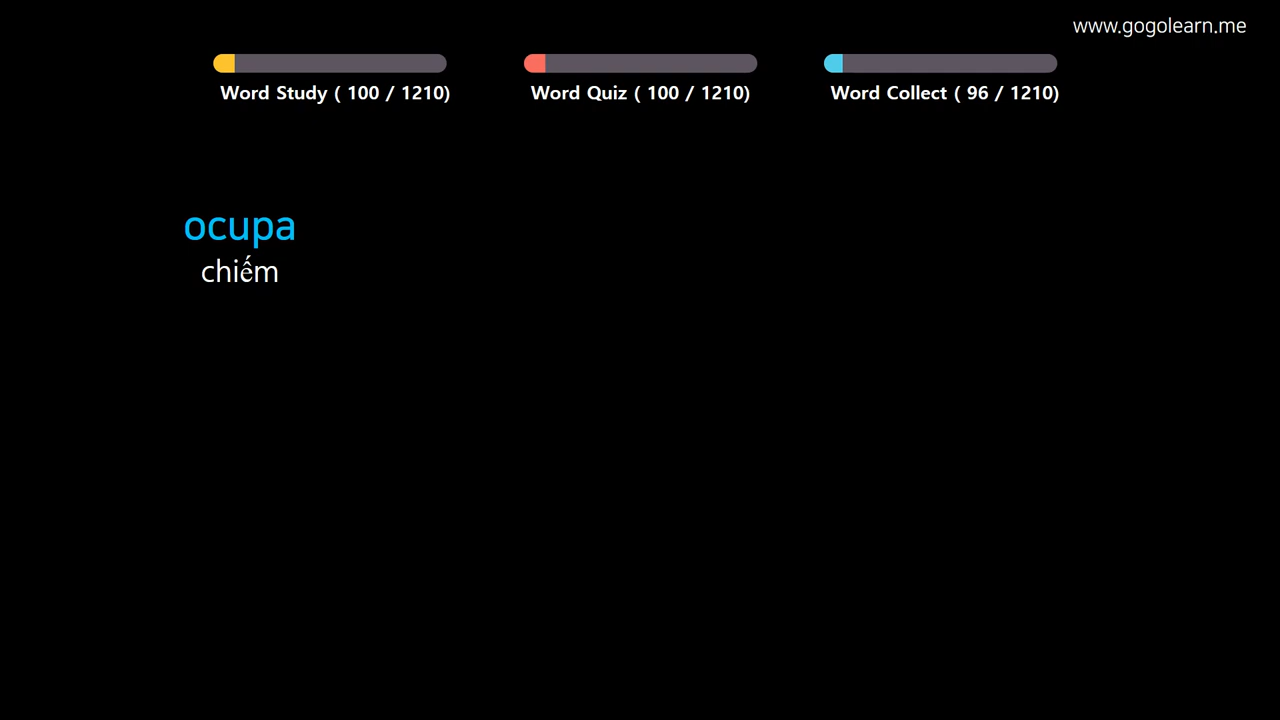 www.gogolearn.me
Word Study ( 100 / 1210)
Word Quiz ( 100 / 1210)
Word Collect ( 96 / 1210)
ocupa
chiếm